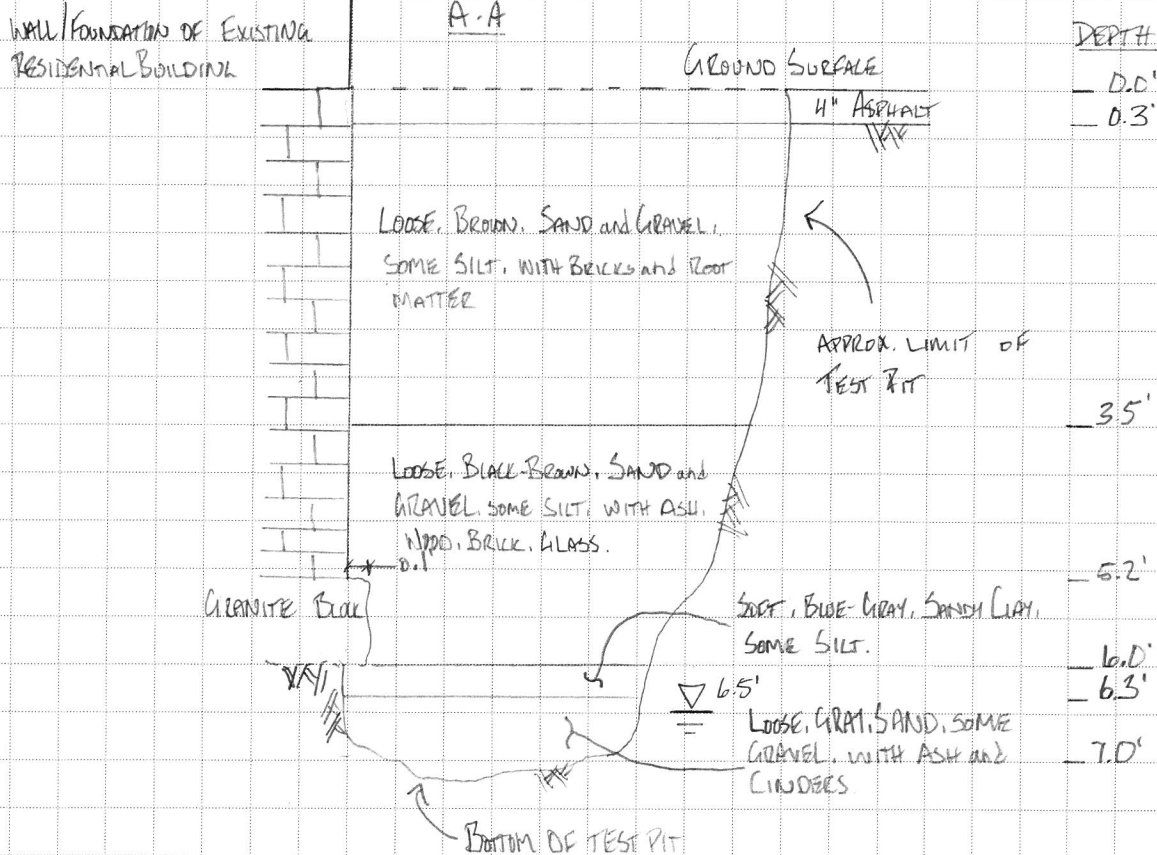 A-A
WALL/FOUNDATION OF EXISTING
RESIDENTIAL BUILDING
DEPTH
GROUND SURFACE
0.0'
4" ASPHALT
0.3'
LOOSE, BROWN, SAND and GRAVEL,
SOME SILT, WITH BRICKS and ROOT
MATTER
APPROX. LIMIT OF
TEST PIT
3.5'
LOOSE, BLACK-BROWN, SAND and
GRAVEL, SOME SILT, WITH ASH,
WOOD, BRICK, GLASS.
0.1'
5.2'
GRANITE BLOCK
SOFT, BLUE-GRAY, SANDY CLAY,
SOME SILT.
6.0'
6.3'
6.5'
LOOSE, GRAY, SAND, SOME
GRAVEL, WITH ASH and
CINDERS
7.0'
BOTTOM OF TEST PIT